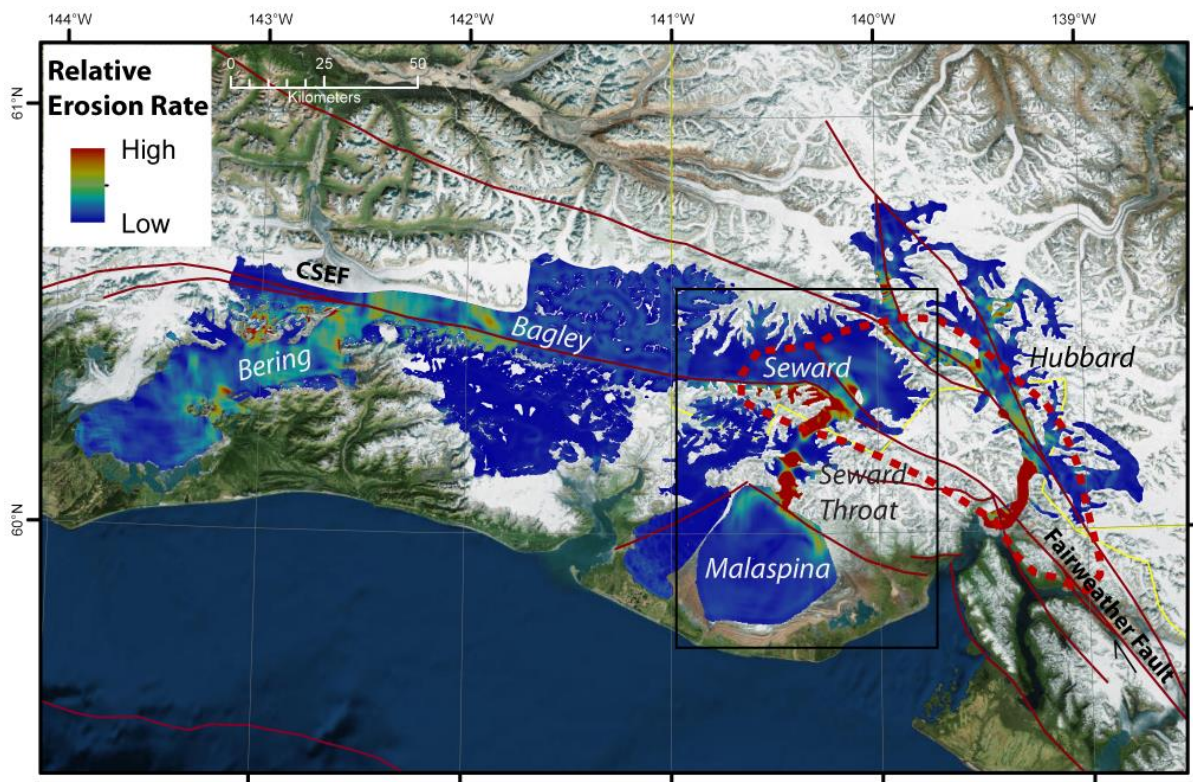 144°W
143°W
142°W
141°W
140°W
139°W
61°N
60°N
Relative
Erosion Rate
High
Low
0
25
50
Kilometers
CSEF
Bagley
Bering
Seward
Hubbard
Seward
Throat
Malaspina
Fairweather Fault